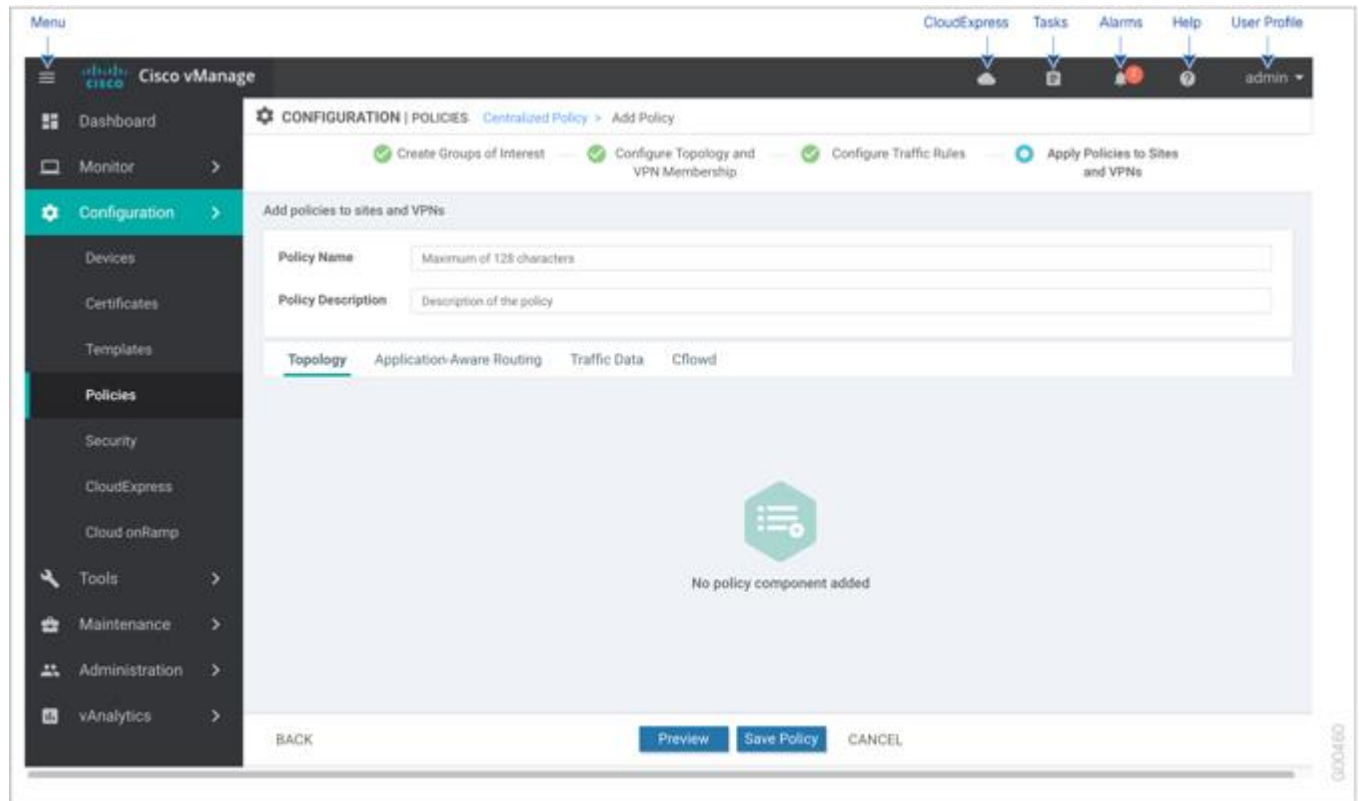 Menu
CloudExpress Tasks Alarms Help User Profile
cisco Cisco vManage
admin
Dashboard
Monitor
Configuration
Devices
Certificates
Templates
Policies
Security
CloudExpress
Cloud onRamp
Tools
Maintenance
Administration
vAnalytics
CONFIGURATION | POLICIES Centralized Policy > Add Policy
Create Groups of Interest
Configure Topology and
VPN Membership
Configure Traffic Rules
Apply Policies to Sites
and VPNs
Add policies to sites and VPNs
Policy Name Maximum of 128 characters
Policy Description Description of the policy
Topology Application-Aware Routing Traffic Data Cflowd
No policy component added
BACK Preview Save Policy CANCEL
G00460